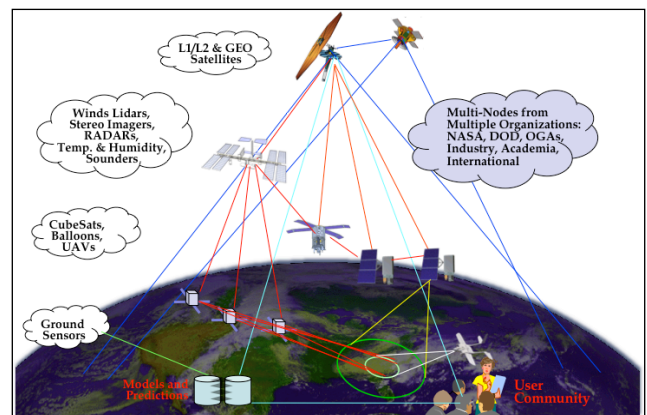 L1/L2 & GEO
Satellites
Winds Lidars,
Stereo Imagers,
RADARs,
Temp. & Humidity,
Sounders
Multi-Nodes from
Multiple Organizations:
NASA, DOD, OGAs,
Industry, Academia,
International
CubeSats,
Balloons,
UAVs
Ground
Sensors
Models and
Predictions
User
Community